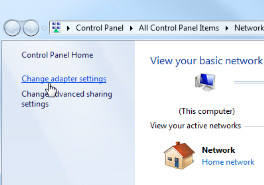 Control Panel All Control Panel Items Network
Control Panel Home
Change adapter settings
Change advanced sharing
settings
View your basic network
(This computer)
View your active networks
Network
Home network